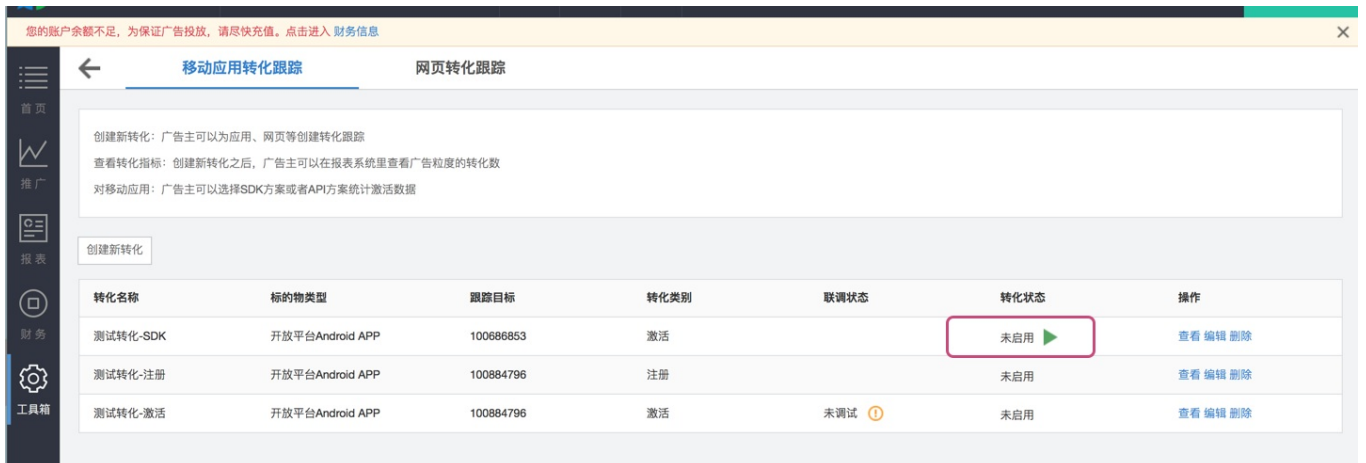 您的账户余额不足，为保证广告投放，请尽快充值。点击进入 财务信息
移动应用转化跟踪 网页转化跟踪
首页
推广
报表
财务
工具箱
创建新转化：广告主可以为应用、网页等创建转化跟踪
查看转化指标：创建新转化之后，广告主可以在报表系统里查看广告粒度的转化数
对移动应用：广告主可以选择SDK方案或者API方案统计激活数据
创建新转化
转化名称 标的物类型 跟踪目标 转化类别 联调状态 转化状态 操作
测试转化-SDK 开放平台Android APP 100686853 激活 未启用 查看 编辑 删除
测试转化-注册 开放平台Android APP 100884796 注册 未启用 查看 编辑 删除
测试转化-激活 开放平台Android APP 100884796 激活 未调试 未启用 查看 编辑 删除